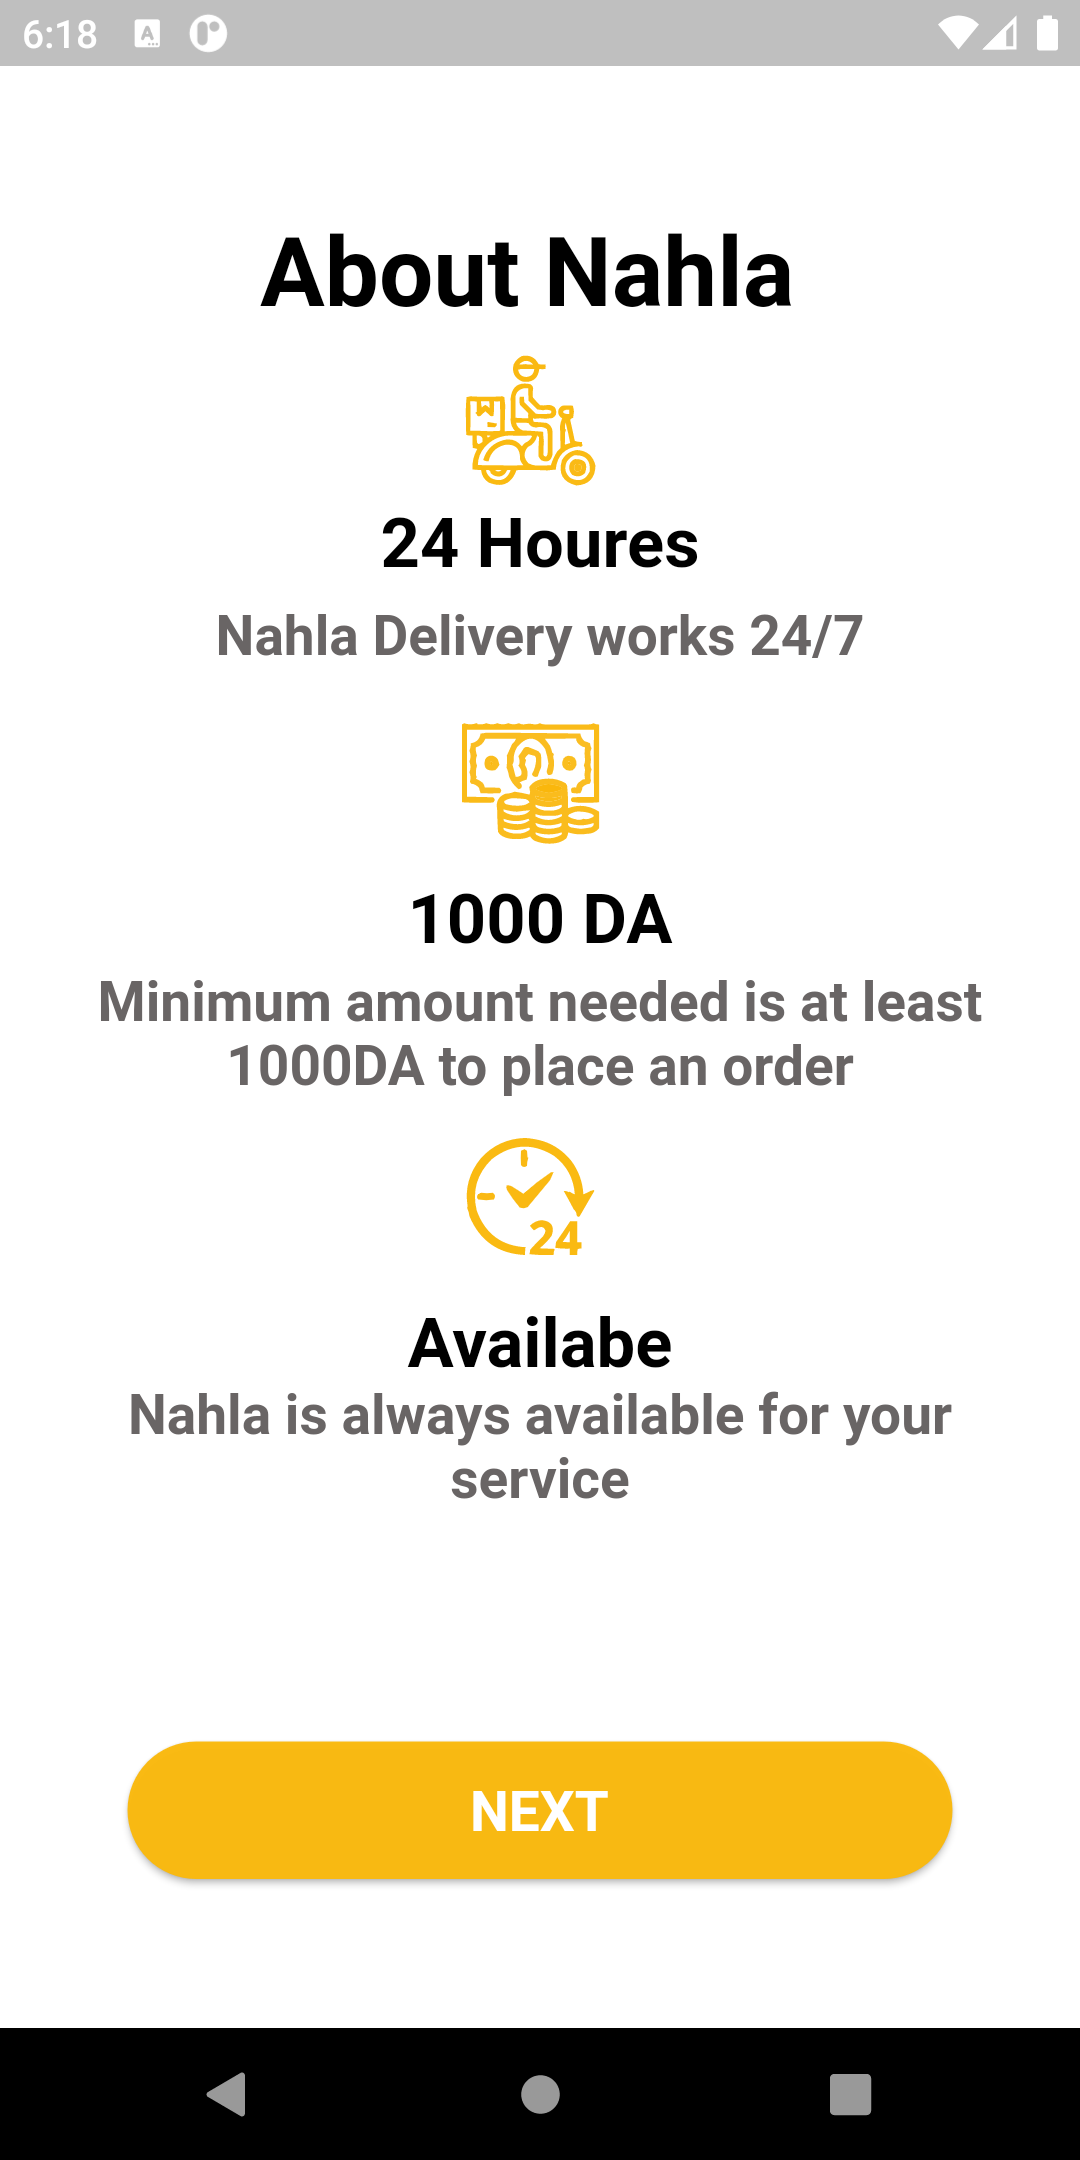 6:18
About Nahla
24 Houres
Nahla Delivery works 24/7
1000 DA
Minimum amount needed is at least
1000DA to place an order
24
Availabe
Nahla is always available for your
service
NEXT